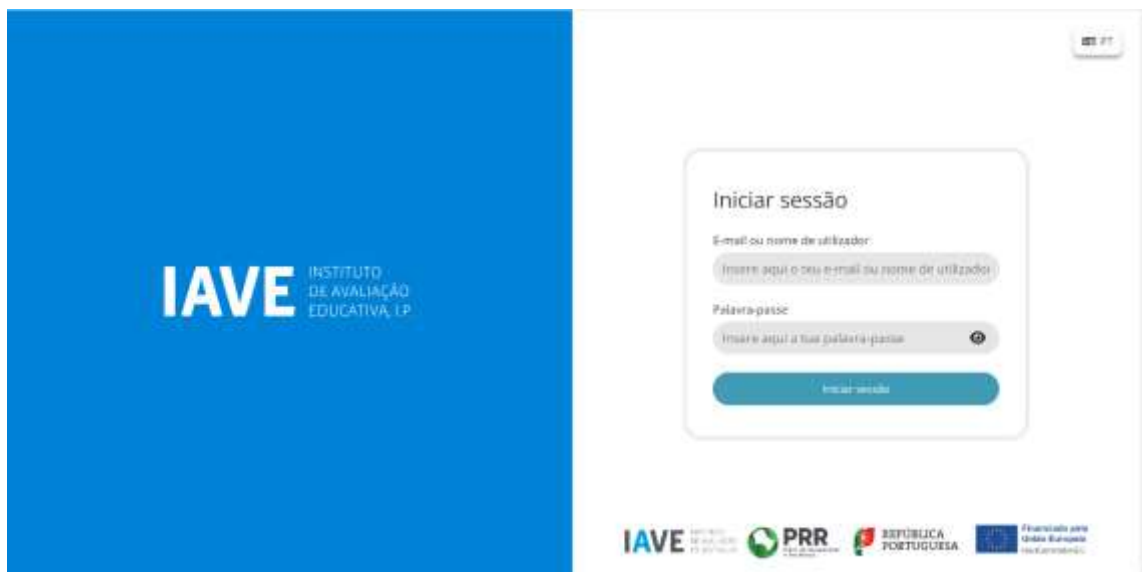 PT
IAVE INSTITUTO
DE AVALIAÇÃO
EDUCATIVA, I.P.
Iniciar sessão
E-mail ou nome de utilizador
Insere aqui o teu e-mail ou nome de utilizador
Palavra-passe
Insere aqui a tua palavra-passe
Iniciar sessão
IAVE
PRR
REPÚBLICA
PORTUGUESA
Financiado pela
União Europeia
NextGenerationEU